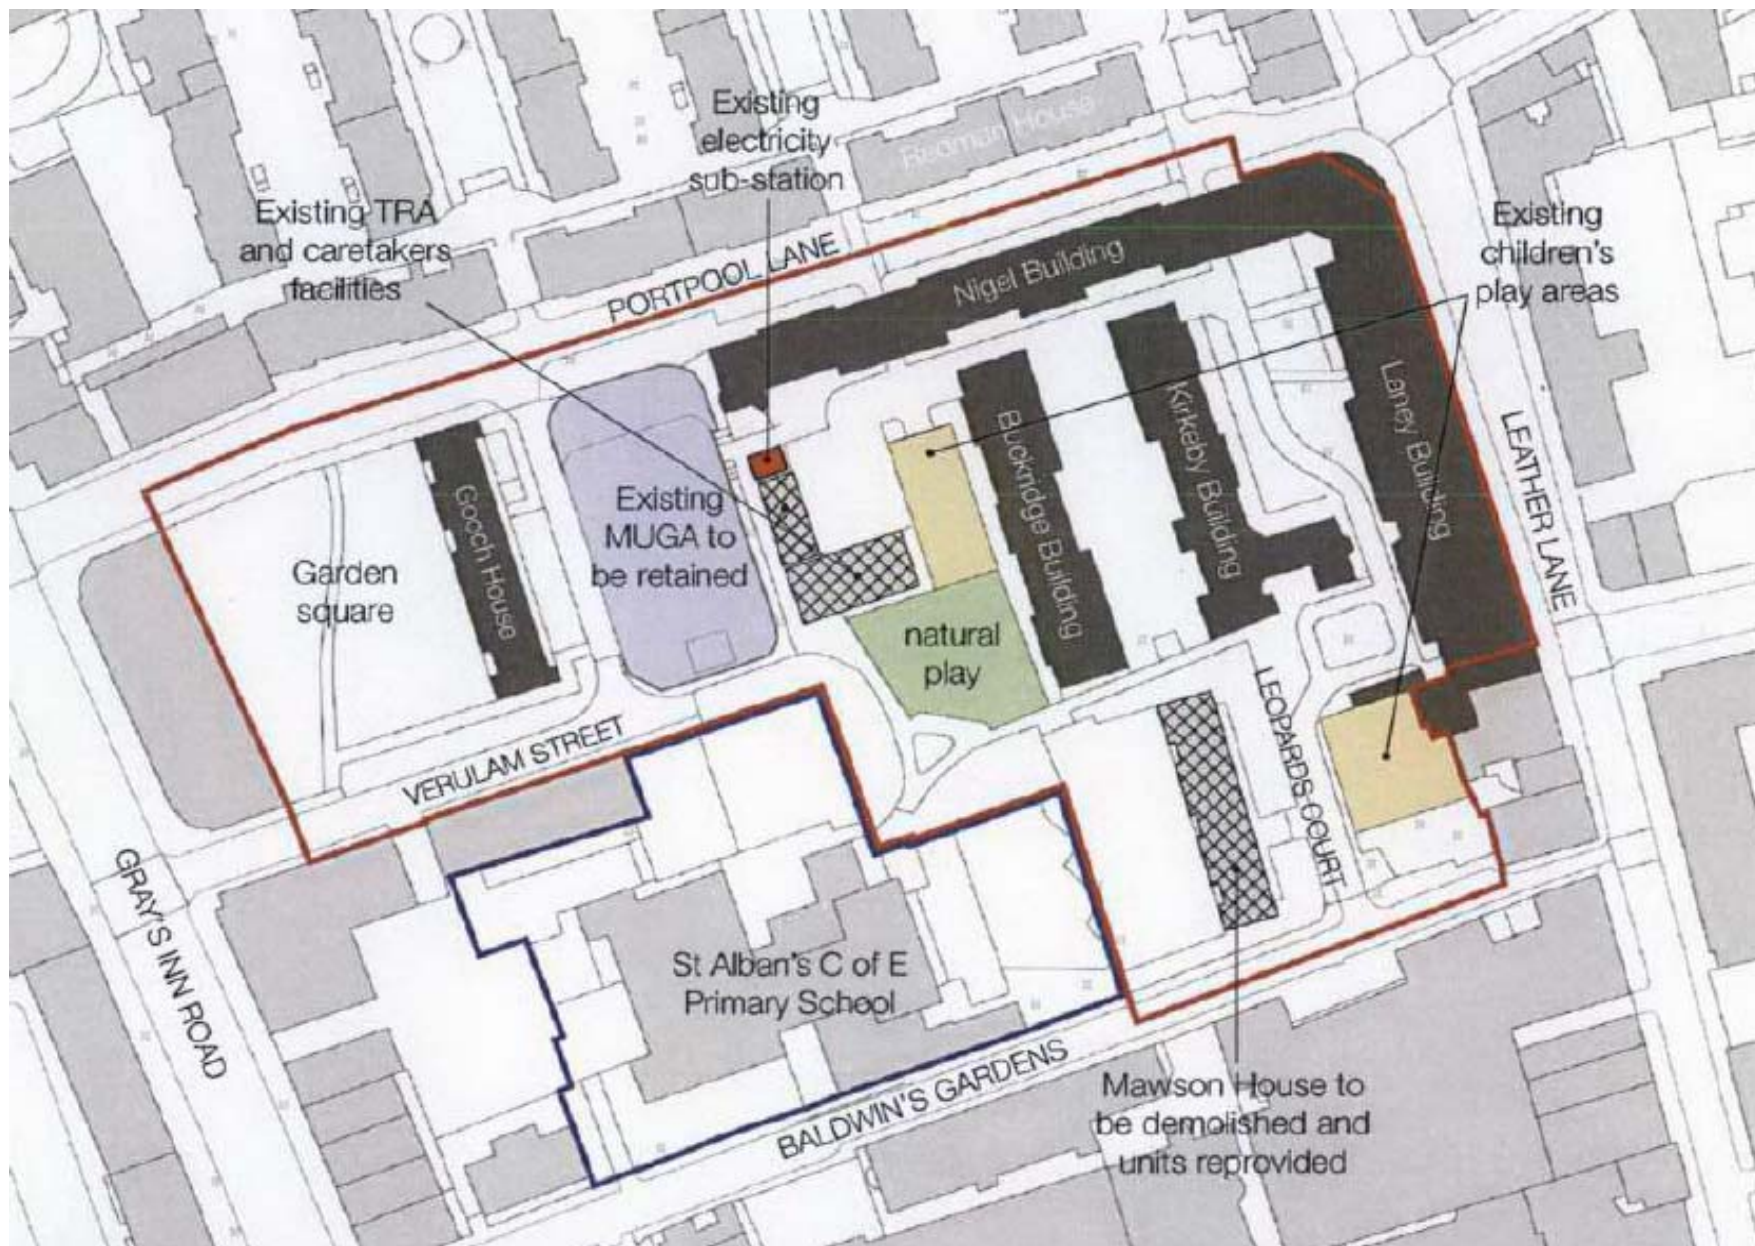 Existing
electricity
sub-station
Beaman House
Existing TRA
and caretakers
facilities
Existing
children's
play areas
PORTPOOL LANE
Nigel Building
Laney Building
Kirkeby Building
Buckridge Building
LEATHER LANE
Gooch House
Existing
MUGA to
be retained
Garden
square
natural
play
LEOPARDS COURT
VERULAM STREET
GRAY'S INN ROAD
St Alban's C of E
Primary School
BALDWIN'S GARDENS
Mawson House to
be demolished and
units reprovided